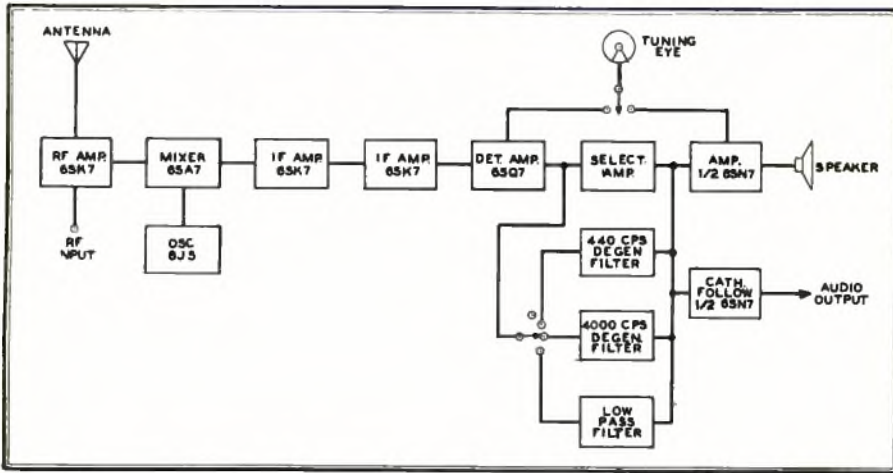 ANTENNA
TUNING
EYE
RF AMP.
6SK7
MIXER
6SA7
IF AMP.
6SK7
IF AMP.
6SK7
DET. AMP.
6SQ7
SELECT.
AMP.
AMP.
1/2 6SN7
SPEAKER
RF
INPUT
OSC
6J5
440 CPS
DEGEN
FILTER
4000 CPS
DEGEN.
FILTER
CATH.
FOLLOW
1/2 6SN7
AUDIO
OUTPUT
LOW
PASS
FILTER